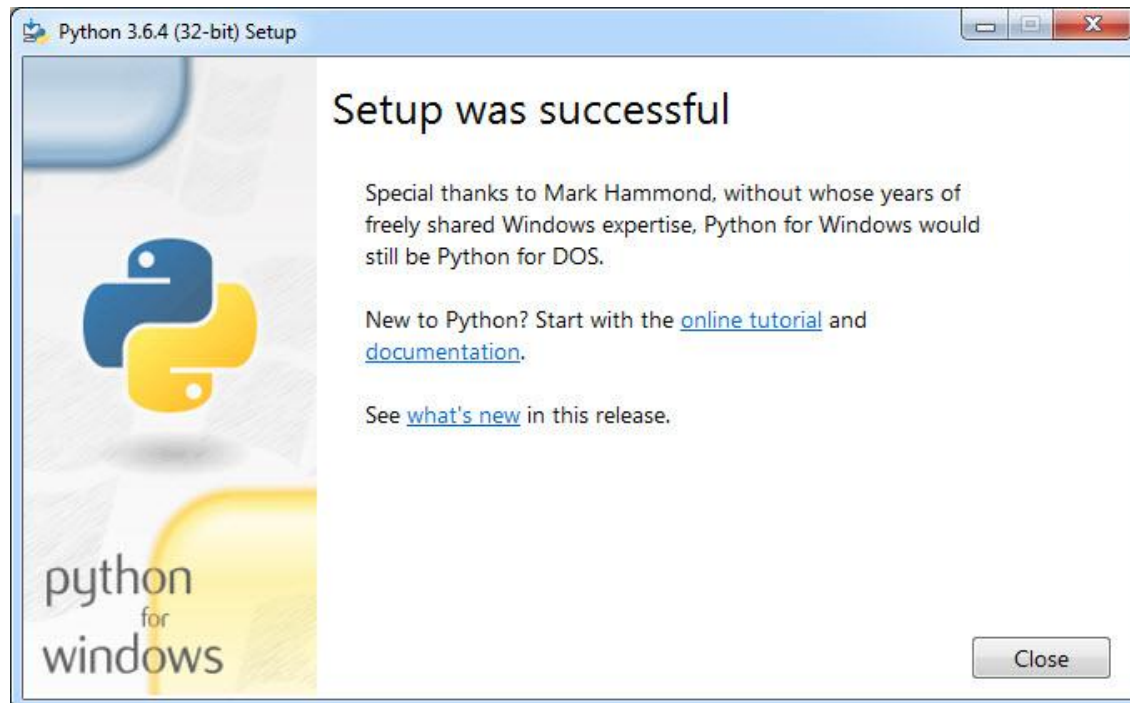 Python 3.6.4 (32-bit) Setup
Setup was successful
Special thanks to Mark Hammond, without whose years of
freely shared Windows expertise, Python for Windows would
still be Python for DOS.
New to Python? Start with the online tutorial and
documentation.
See what's new in this release.
python
for
windows
Close